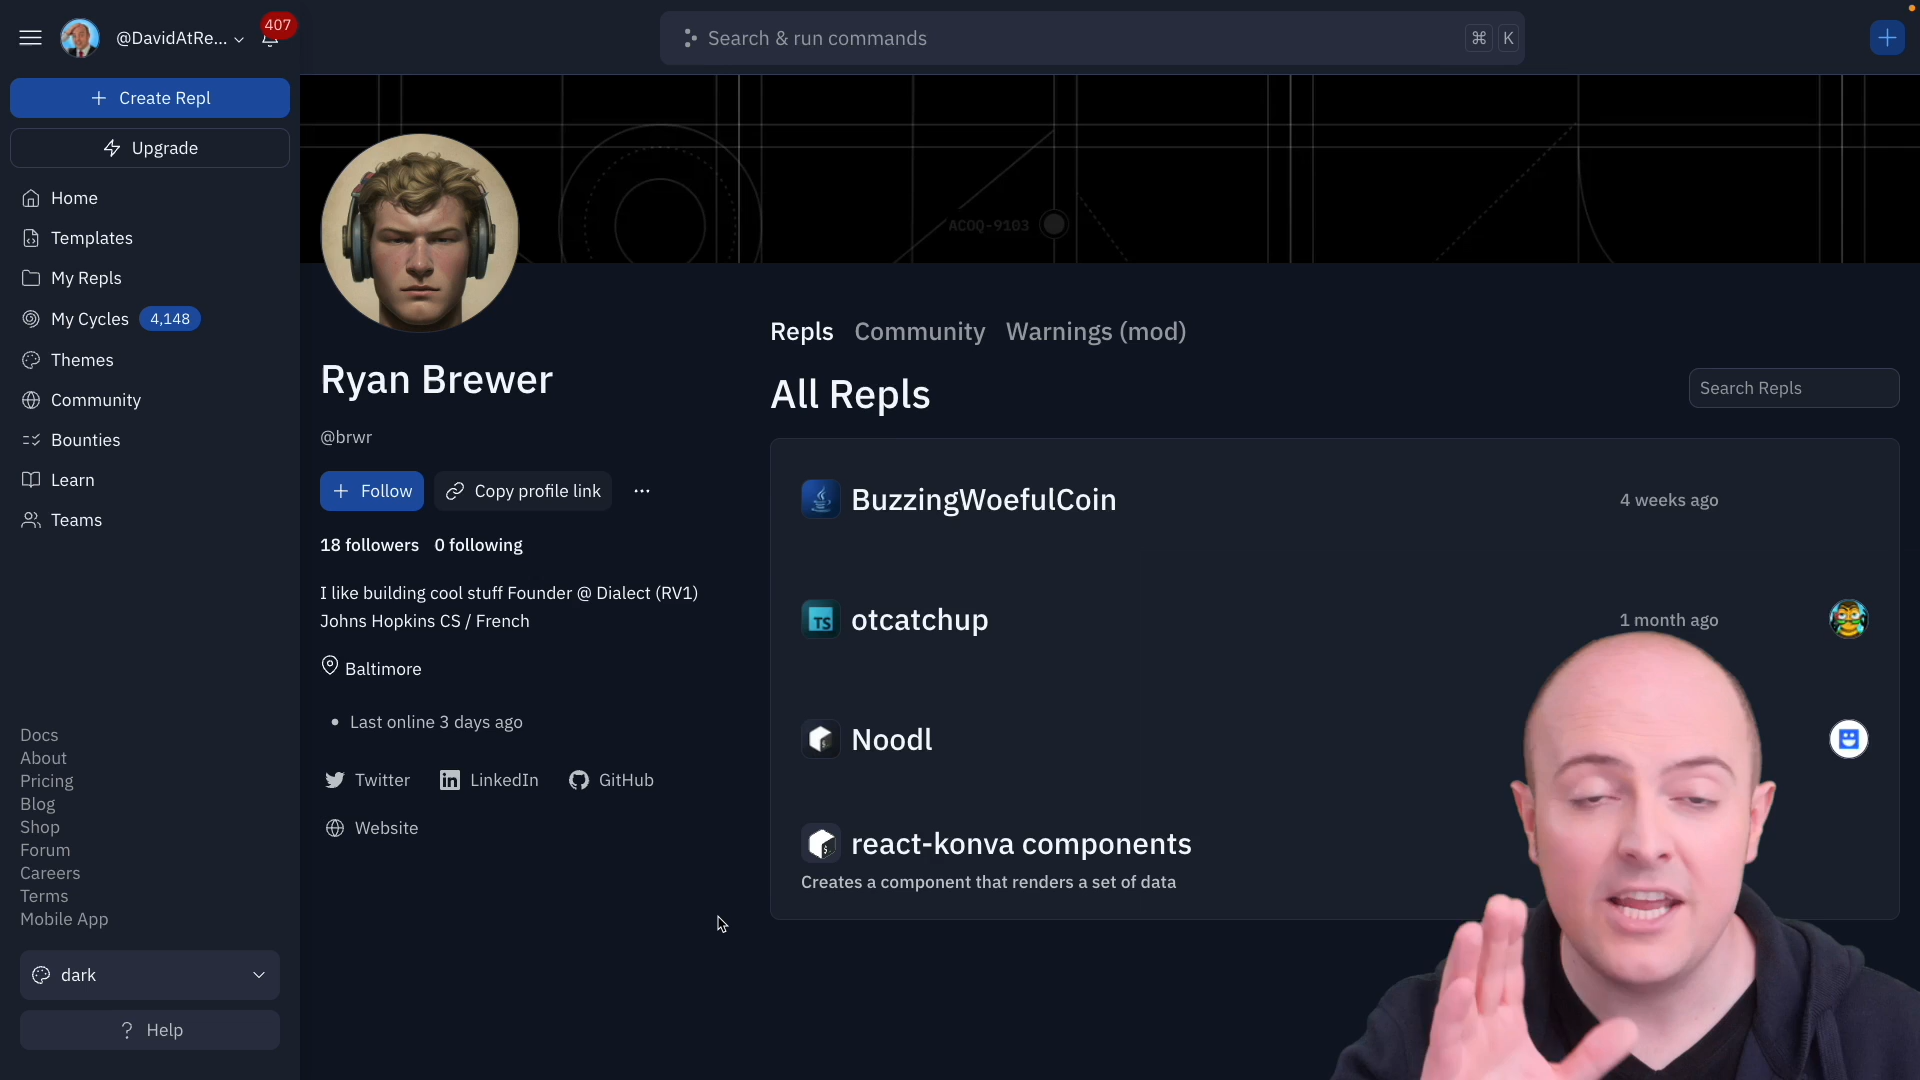 @DavidAtRe...
407
Search & run commands
⌘ K
Create Repl
Upgrade
Home
Templates
My Repls
My Cycles 4,148
Themes
Community
Bounties
Learn
Teams
Docs
About
Pricing
Blog
Shop
Forum
Careers
Terms
Mobile App
dark
? Help
ACOQ-9103
Ryan Brewer
@brwr
+ Follow
Copy profile link
18 followers 0 following
I like building cool stuff Founder @ Dialect (RV1)
Johns Hopkins CS / French
Baltimore
• Last online 3 days ago
Twitter
LinkedIn
GitHub
Website
Repls Community Warnings (mod)
All Repls
Search Repls
BuzzingWoefulCoin
4 weeks ago
TS
otcatchup
1 month ago
Noodl
react-konva components
Creates a component that renders a set of data